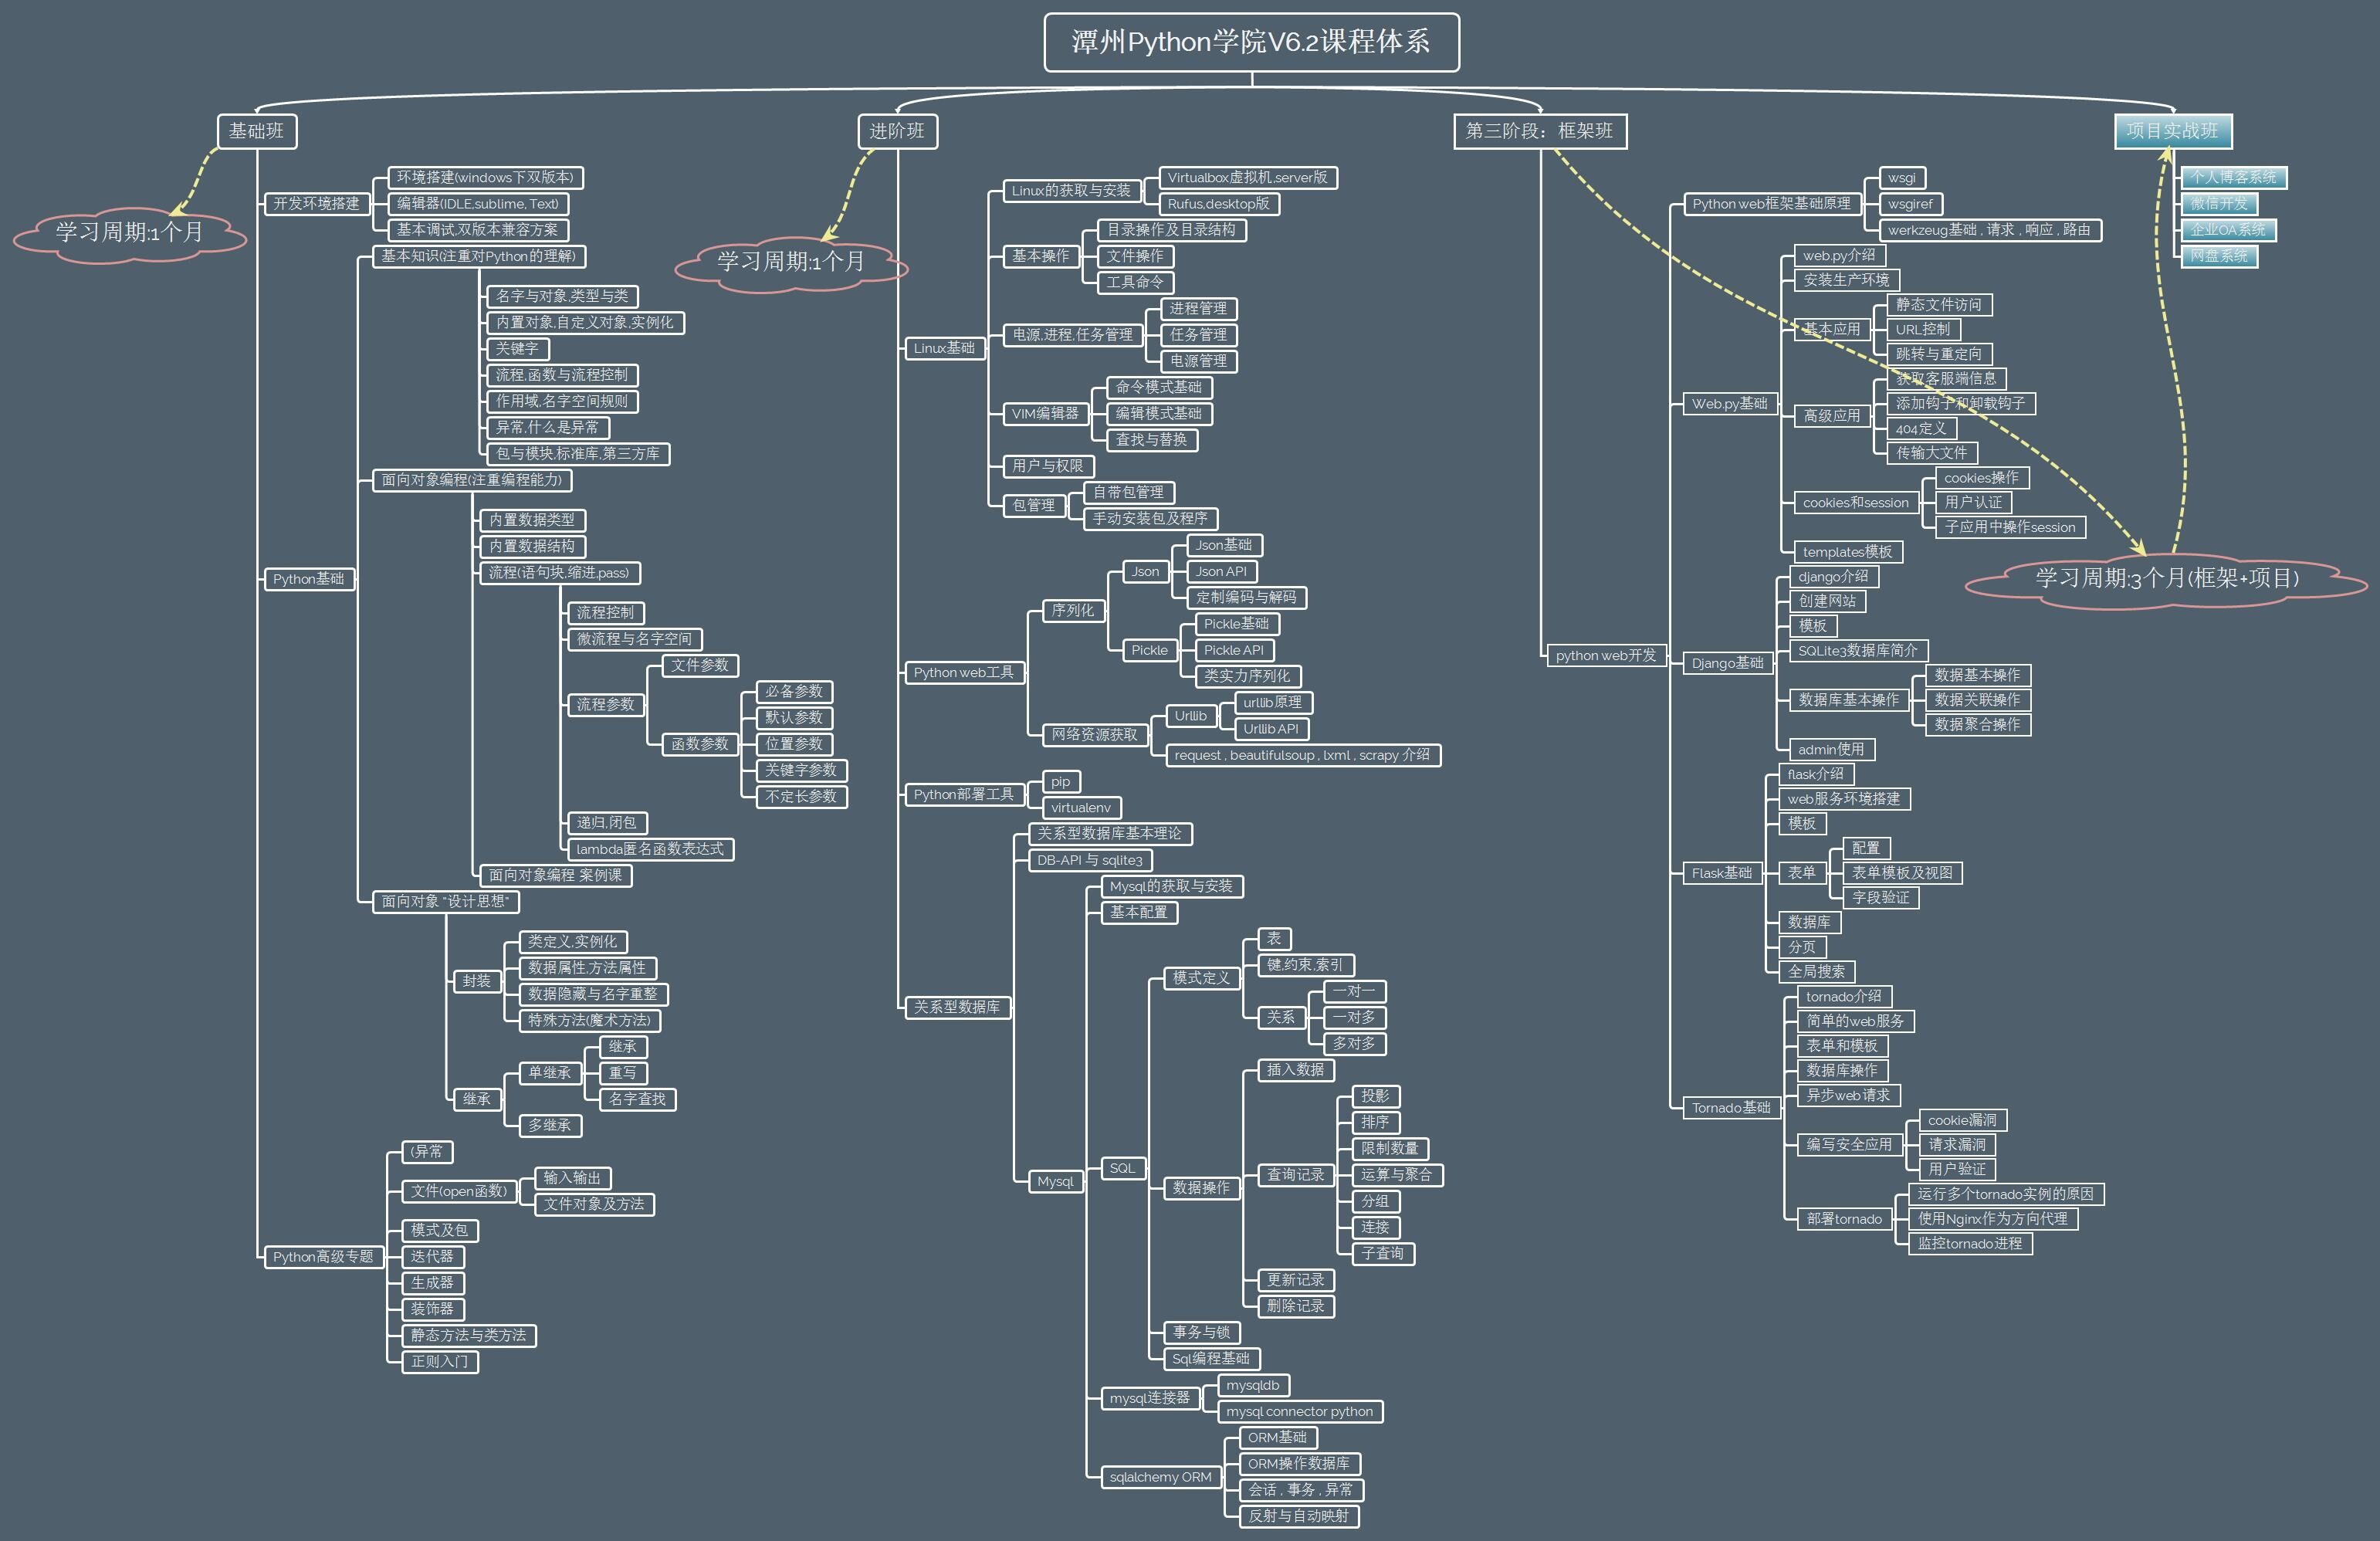 潭州Python学院V6.2课程体系
基础班
学习周期:1个月
开发环境搭建
环境搭建(windows下双版本)
编辑器(IDLE,sublime, Text)
基本调试,双版本兼容方案
Python基础
基本知识(注重对Python的理解)
名字与对象,类型与类
内置对象,自定义对象,实例化
关键字
流程,函数与流程控制
作用域,名字空间规则
异常,什么是异常
包与模块,标准库,第三方库
面向对象编程(注重编程能力)
内置数据类型
内置数据结构
流程(语句块,缩进,pass)
流程控制
微流程与名字空间
流程参数
文件参数
函数参数
必备参数
默认参数
位置参数
关键字参数
不定长参数
递归,闭包
lambda匿名函数表达式
面向对象编程 案例课
面向对象 “设计思想”
封装
类定义,实例化
数据属性,方法属性
数据隐藏与名字重整
特殊方法(魔术方法)
继承
单继承
继承
重写
名字查找
多继承
Python高级专题
(异常
文件(open函数)
输入输出
文件对象及方法
模式及包
迭代器
生成器
装饰器
静态方法与类方法
正则入门
进阶班
学习周期:1个月
Linux基础
Linux的获取与安装
Virtualbox虚拟机,server版
Rufus,desktop版
基本操作
目录操作及目录结构
文件操作
工具命令
电源,进程,任务管理
进程管理
任务管理
电源管理
VIM编辑器
命令模式基础
编辑模式基础
查找与替换
用户与权限
包管理
自带包管理
手动安装包及程序
Python web工具
序列化
Json
Json基础
Json API
定制编码与解码
Pickle
Pickle基础
Pickle API
类实力序列化
网络资源获取
Urllib
urllib原理
Urllib API
request , beautifulsoup , lxml , scrapy 介绍
Python部署工具
pip
virtualenv
关系型数据库
关系型数据库基本理论
DB-API 与 sqlite3
Mysql
Mysql的获取与安装
基本配置
SQL
模式定义
表
键,约束,索引
关系
一对一
一对多
多对多
数据操作
插入数据
查询记录
投影
排序
限制数量
运算与聚合
分组
连接
子查询
更新记录
删除记录
事务与锁
Sql编程基础
mysql连接器
mysqldb
mysql connector python
sqlalchemy ORM
ORM基础
ORM操作数据库
会话 , 事务 , 异常
反射与自动映射
第三阶段：框架班
python web开发
Python web框架基础原理
wsgi
wsgiref
werkzeug基础 , 请求 , 响应 , 路由
Web.py基础
web.py介绍
安装生产环境
基本应用
静态文件访问
URL控制
跳转与重定向
高级应用
获取客服端信息
添加钩子和卸载钩子
404定义
传输大文件
cookies和session
cookies操作
用户认证
子应用中操作session
templates模板
Django基础
django介绍
创建网站
模板
SQLite3数据库简介
数据库基本操作
数据基本操作
数据关联操作
数据聚合操作
admin使用
Flask基础
flask介绍
web服务环境搭建
模板
表单
配置
表单模板及视图
字段验证
数据库
分页
全局搜索
Tornado基础
tornado介绍
简单的web服务
表单和模板
数据库操作
异步web请求
编写安全应用
cookie漏洞
请求漏洞
用户验证
部署tornado
运行多个tornado实例的原因
使用Nginx作为方向代理
监控tornado进程
项目实战班
个人博客系统
微信开发
企业OA系统
网盘系统
学习周期:3个月(框架+项目)